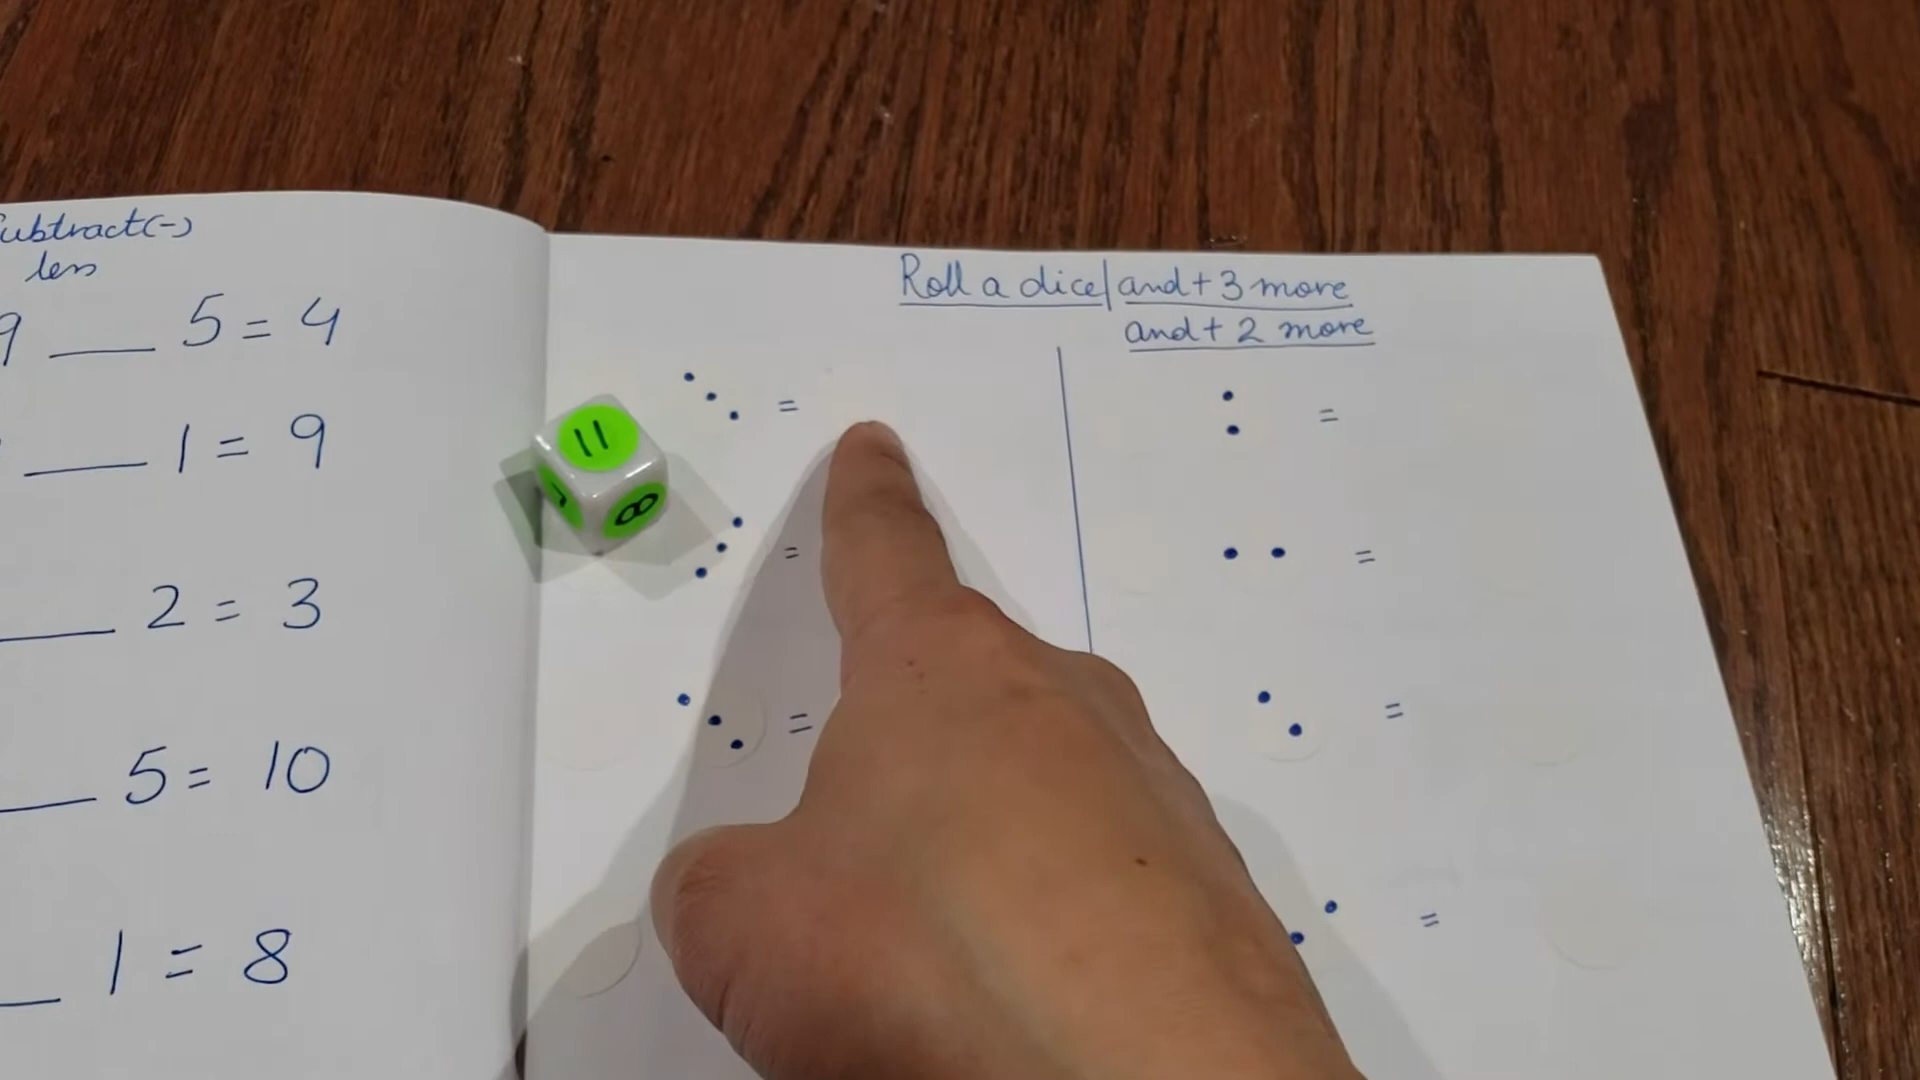 Subtract(-)
less
9 ___ 5 = 4
___ 1 = 9
___ 2 = 3
___ 5 = 10
___ 1 = 8
Roll a dice/ and + 3 more
and + 2 more
11
8
=
=
=
=
=
=
=